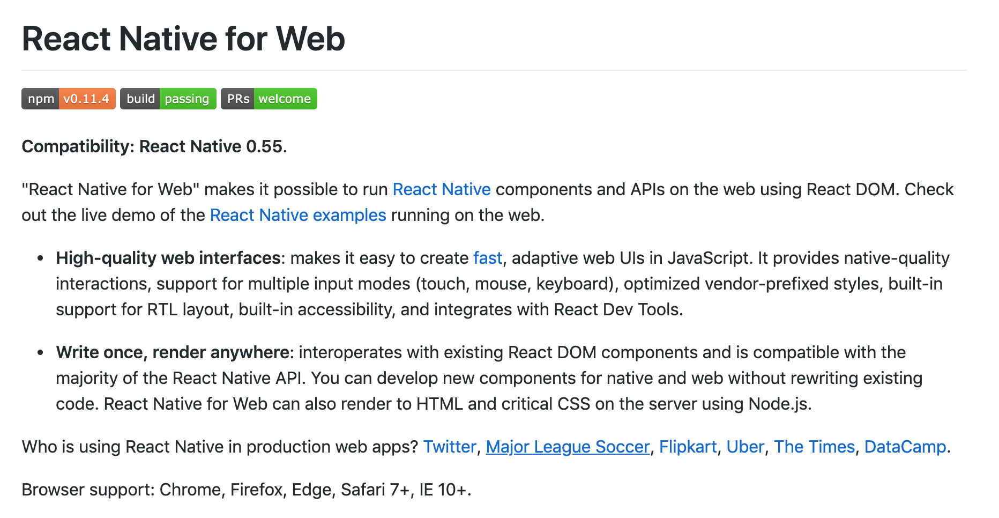 React Native for Web
npm v0.11.4 build passing PRs welcome
Compatibility: React Native 0.55.
"React Native for Web" makes it possible to run React Native components and APIs on the web using React DOM. Check
out the live demo of the React Native examples running on the web.
• High-quality web interfaces: makes it easy to create fast, adaptive web UIs in JavaScript. It provides native-quality
interactions, support for multiple input modes (touch, mouse, keyboard), optimized vendor-prefixed styles, built-in
support for RTL layout, built-in accessibility, and integrates with React Dev Tools.
• Write once, render anywhere: interoperates with existing React DOM components and is compatible with the
majority of the React Native API. You can develop new components for native and web without rewriting existing
code. React Native for Web can also render to HTML and critical CSS on the server using Node.js.
Who is using React Native in production web apps? Twitter, Major League Soccer, Flipkart, Uber, The Times, DataCamp.
Browser support: Chrome, Firefox, Edge, Safari 7+, IE 10+.